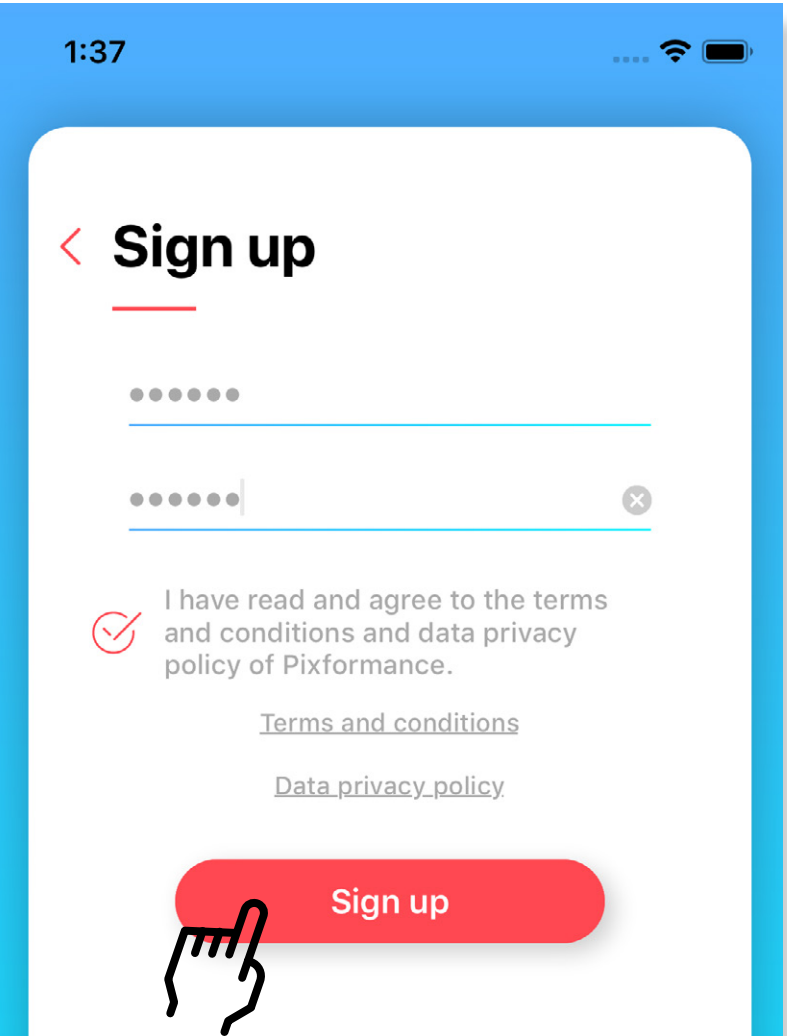 1:37
Sign up
••••••
••••••
I have read and agree to the terms
and conditions and data privacy
policy of Pixformance.
Terms and conditions
Data privacy policy
Sign up